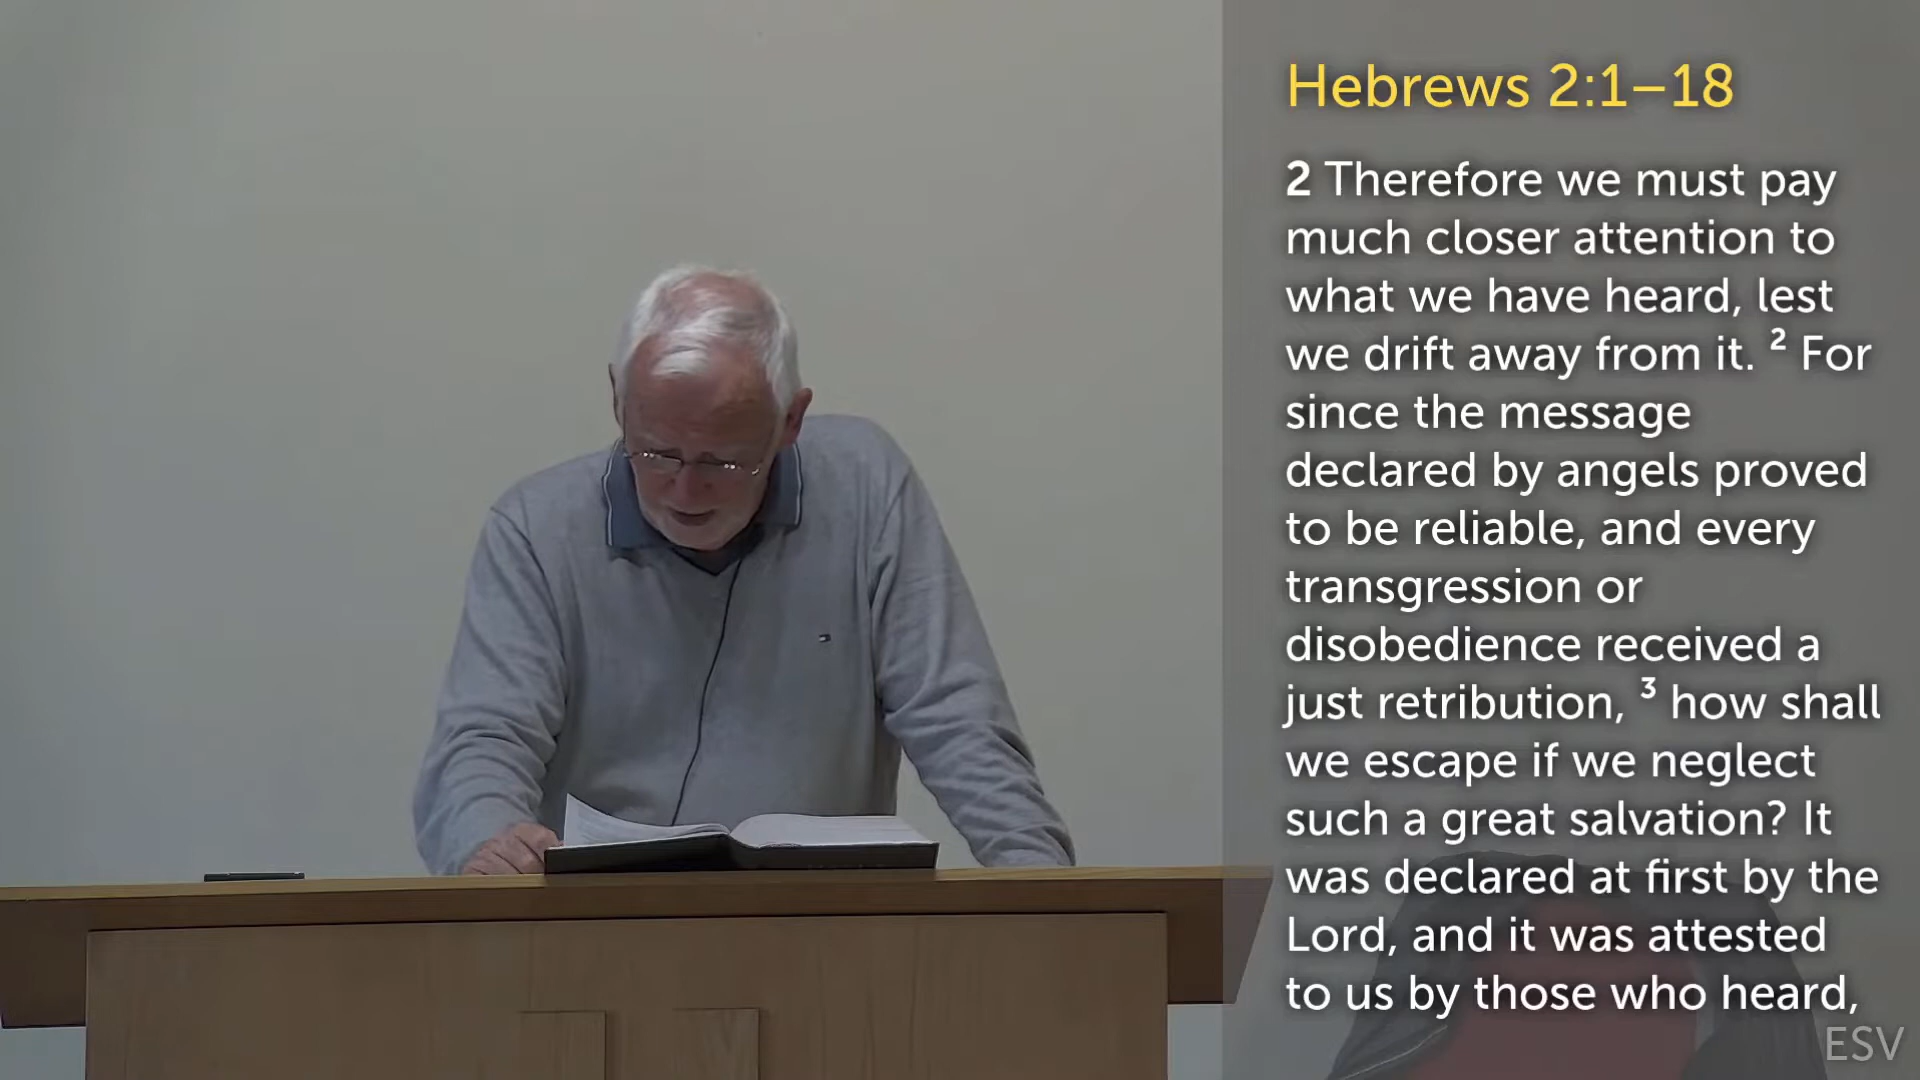 Hebrews 2:1–18
2 Therefore we must pay
much closer attention to
what we have heard, lest
we drift away from it. 2 For
since the message
declared by angels proved
to be reliable, and every
transgression or
disobedience received a
just retribution, 3 how shall
we escape if we neglect
such a great salvation? It
was declared at first by the
Lord, and it was attested
to us by those who heard,
ESV